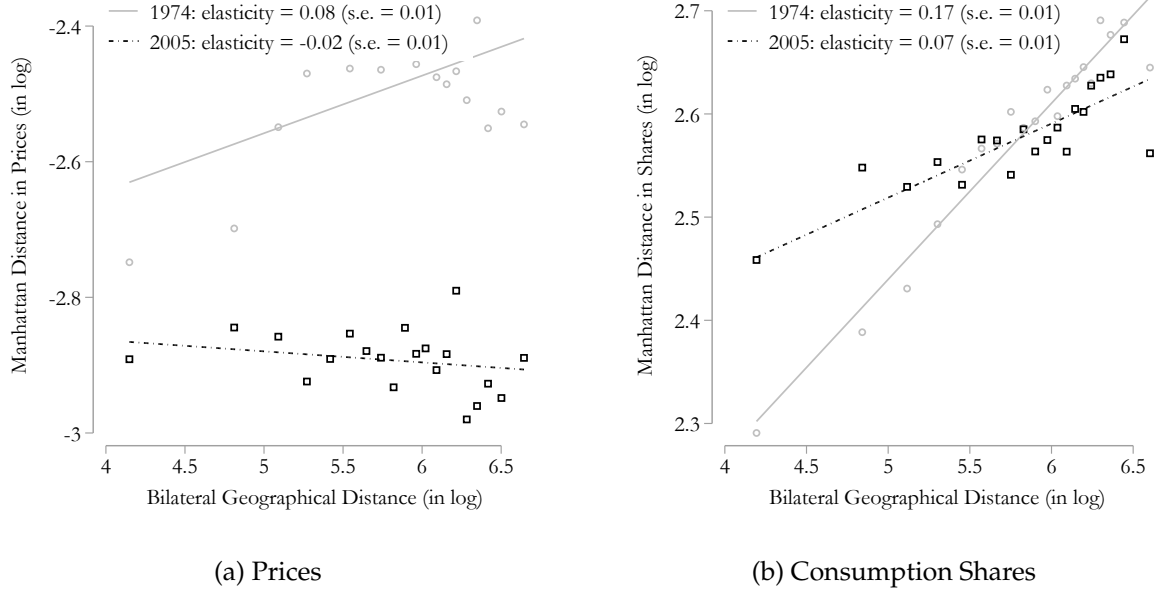 1974: elasticity = 0.08 (s.e. = 0.01)
2005: elasticity = -0.02 (s.e. = 0.01)
Manhattan Distance in Prices (in log)
-2.4
-2.6
-2.8
-3
4 4.5 5 5.5 6 6.5
Bilateral Geographical Distance (in log)
(a) Prices
1974: elasticity = 0.17 (s.e. = 0.01)
2005: elasticity = 0.07 (s.e. = 0.01)
Manhattan Distance in Shares (in log)
2.7
2.6
2.5
2.4
2.3
4 4.5 5 5.5 6 6.5
Bilateral Geographical Distance (in log)
(b) Consumption Shares